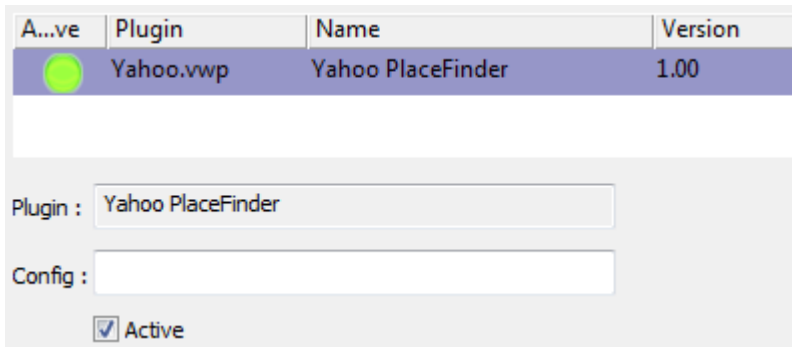 A...ve Plugin Name Version
Yahoo.vwp Yahoo PlaceFinder 1.00
Plugin : Yahoo PlaceFinder
Config :
Active